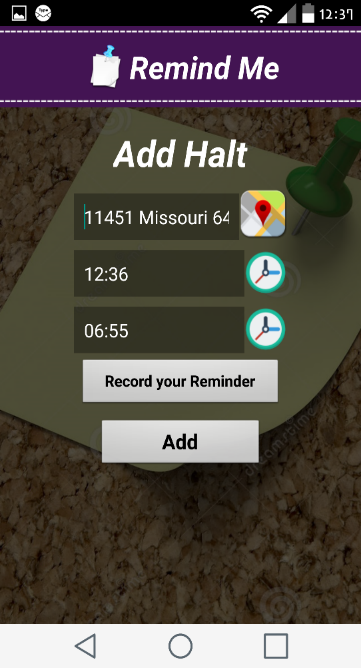 12:37
Remind Me
Add Halt
11451 Missouri 64
12:36
06:55
Record your Reminder
Add